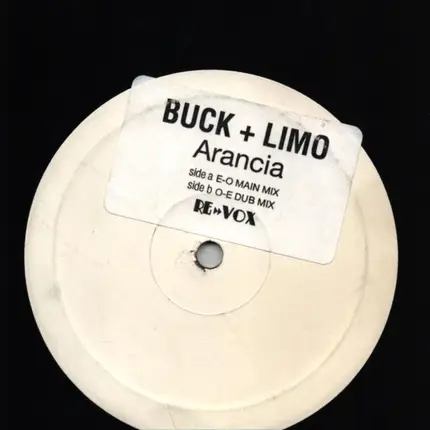 BUCK + LIMO
Arancia
side a E-O MAIN MIX
side b O-E DUB MIX
RE»VOX